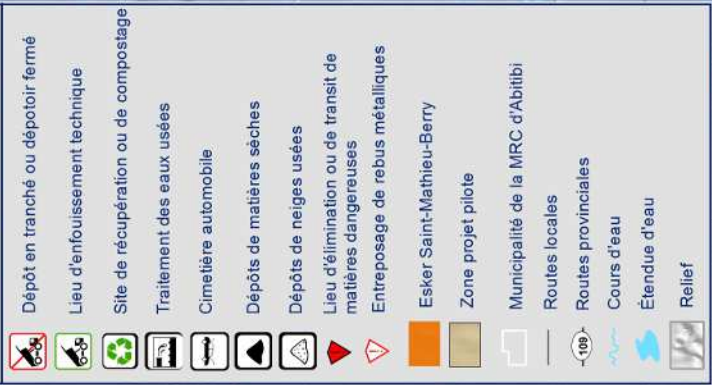 Dépôt en tranché ou dépotoir fermé
Lieu d'enfouissement technique
Site de récupération ou de compostage
Traitement des eaux usées
Cimetière automobile
Dépôts de matières sèches
Dépôts de neiges usées
Lieu d'élimination ou de transit de
matières dangereuses
Entreposage de rebus métalliques
Esker Saint-Mathieu-Berry
Zone projet pilote
Municipalité de la MRC d'Abitibi
Routes locales
109 Routes provinciales
Cours d'eau
Étendue d'eau
Relief